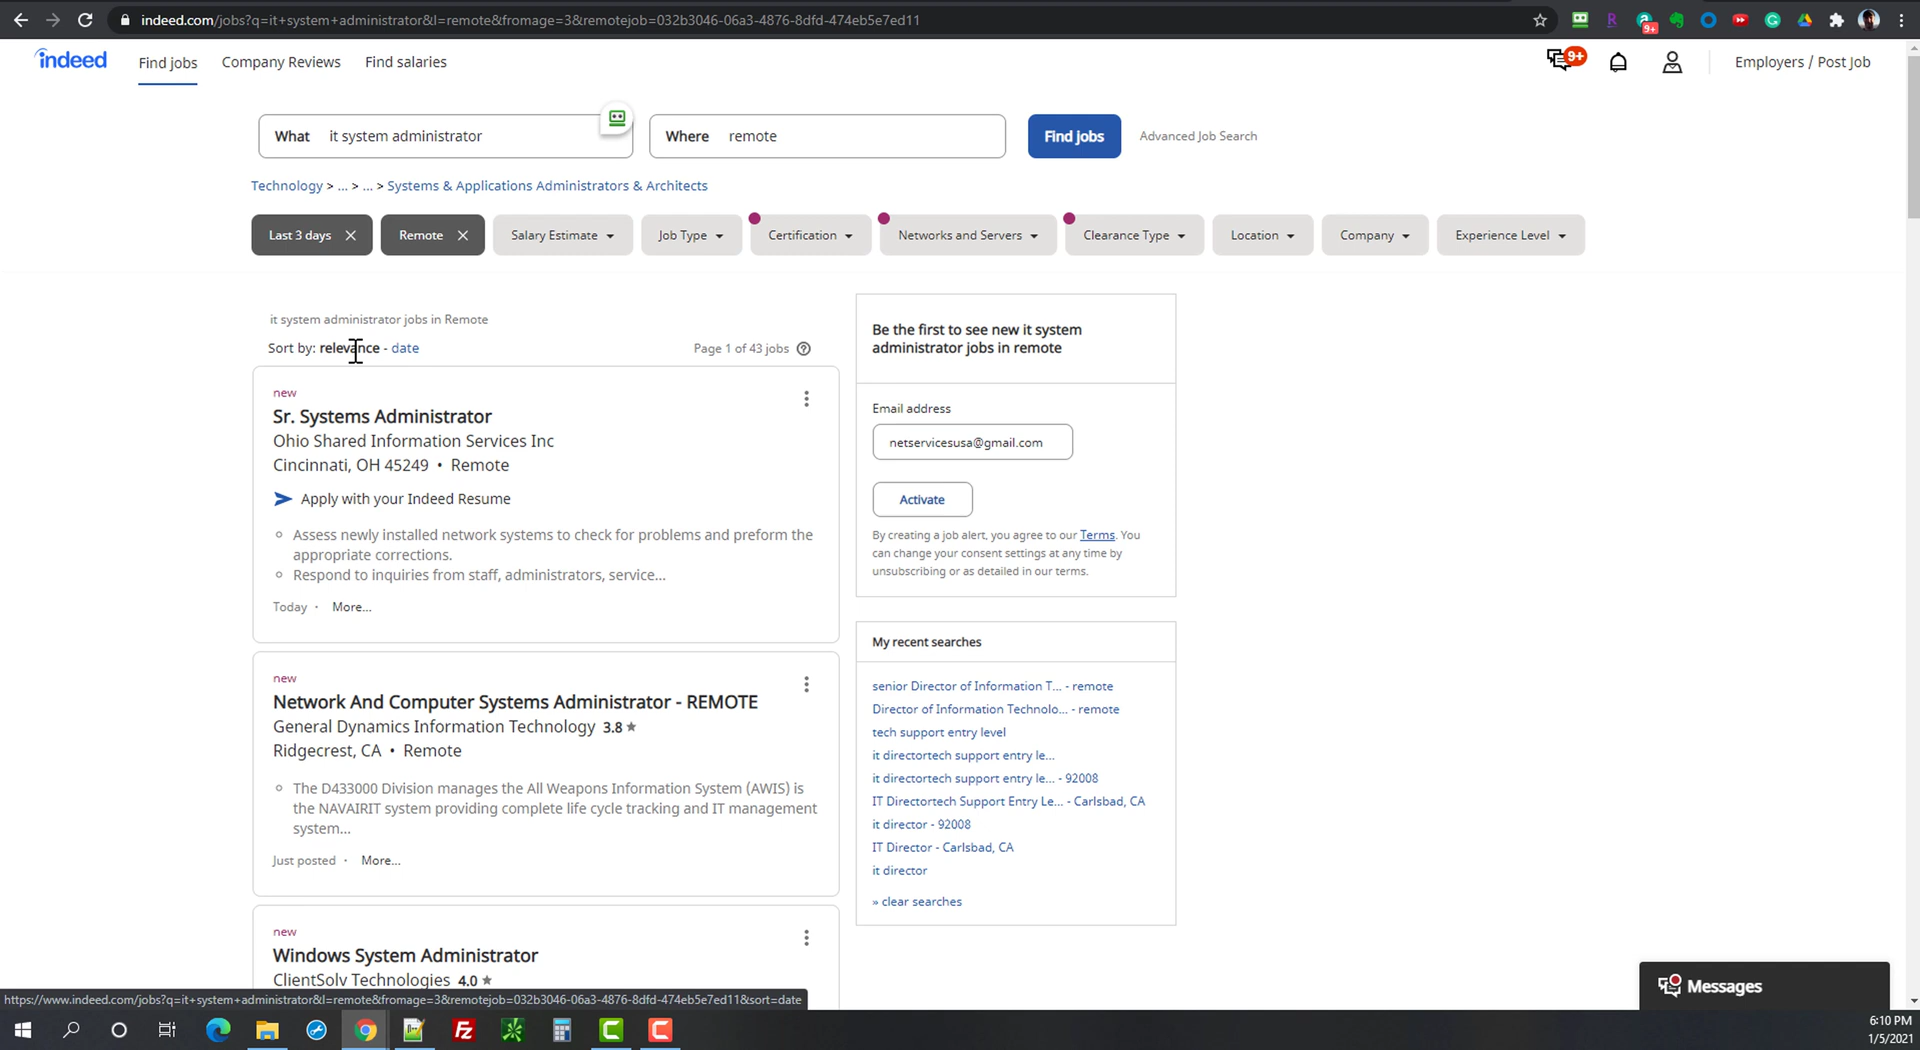 indeed.com/jobs?q=it+system+administrator&l=remote&fromage=3&remotejob=032b3046-06a3-4876-8dfd-474eb5e7ed11
9+
indeed
Find jobs
Company Reviews
Find salaries
9+
Employers / Post Job
What it system administrator
Where remote
Find Jobs
Advanced Job Search
Technology > ... > ... > Systems & Applications Administrators & Architects
Last 3 days
Remote
Salary Estimate
Job Type
Certification
Networks and Servers
Clearance Type
Location
Company
Experience Level
it system administrator jobs in Remote
Sort by: relevance - date
Page 1 of 43 jobs
new
Sr. Systems Administrator
Ohio Shared Information Services Inc
Cincinnati, OH 45249 • Remote
Apply with your Indeed Resume
Assess newly installed network systems to check for problems and preform the
appropriate corrections.
Respond to inquiries from staff, administrators, service...
Today · More...
new
Network And Computer Systems Administrator - REMOTE
General Dynamics Information Technology 3.8
Ridgecrest, CA • Remote
The D433000 Division manages the All Weapons Information System (AWIS) is
the NAVAIRIT system providing complete life cycle tracking and IT management
system...
Just posted · More...
new
Windows System Administrator
ClientSolv Technologies 4.0
Be the first to see new it system
administrator jobs in remote
Email address
netservicesusa@gmail.com
Activate
By creating a job alert, you agree to our Terms. You
can change your consent settings at any time by
unsubscribing or as detailed in our terms.
My recent searches
senior Director of Information T... - remote
Director of Information Technolo... - remote
tech support entry level
it directortech support entry le...
it directortech support entry le... - 92008
IT Directortech Support Entry Le... - Carlsbad, CA
it director - 92008
IT Director - Carlsbad, CA
it director
» clear searches
Messages
https://www.indeed.com/jobs?q=it+system+administrator&l=remote&fromage=3&remotejob=032b3046-06a3-4876-8dfd-474eb5e7ed11&sort=date
6:10 PM
1/5/2021